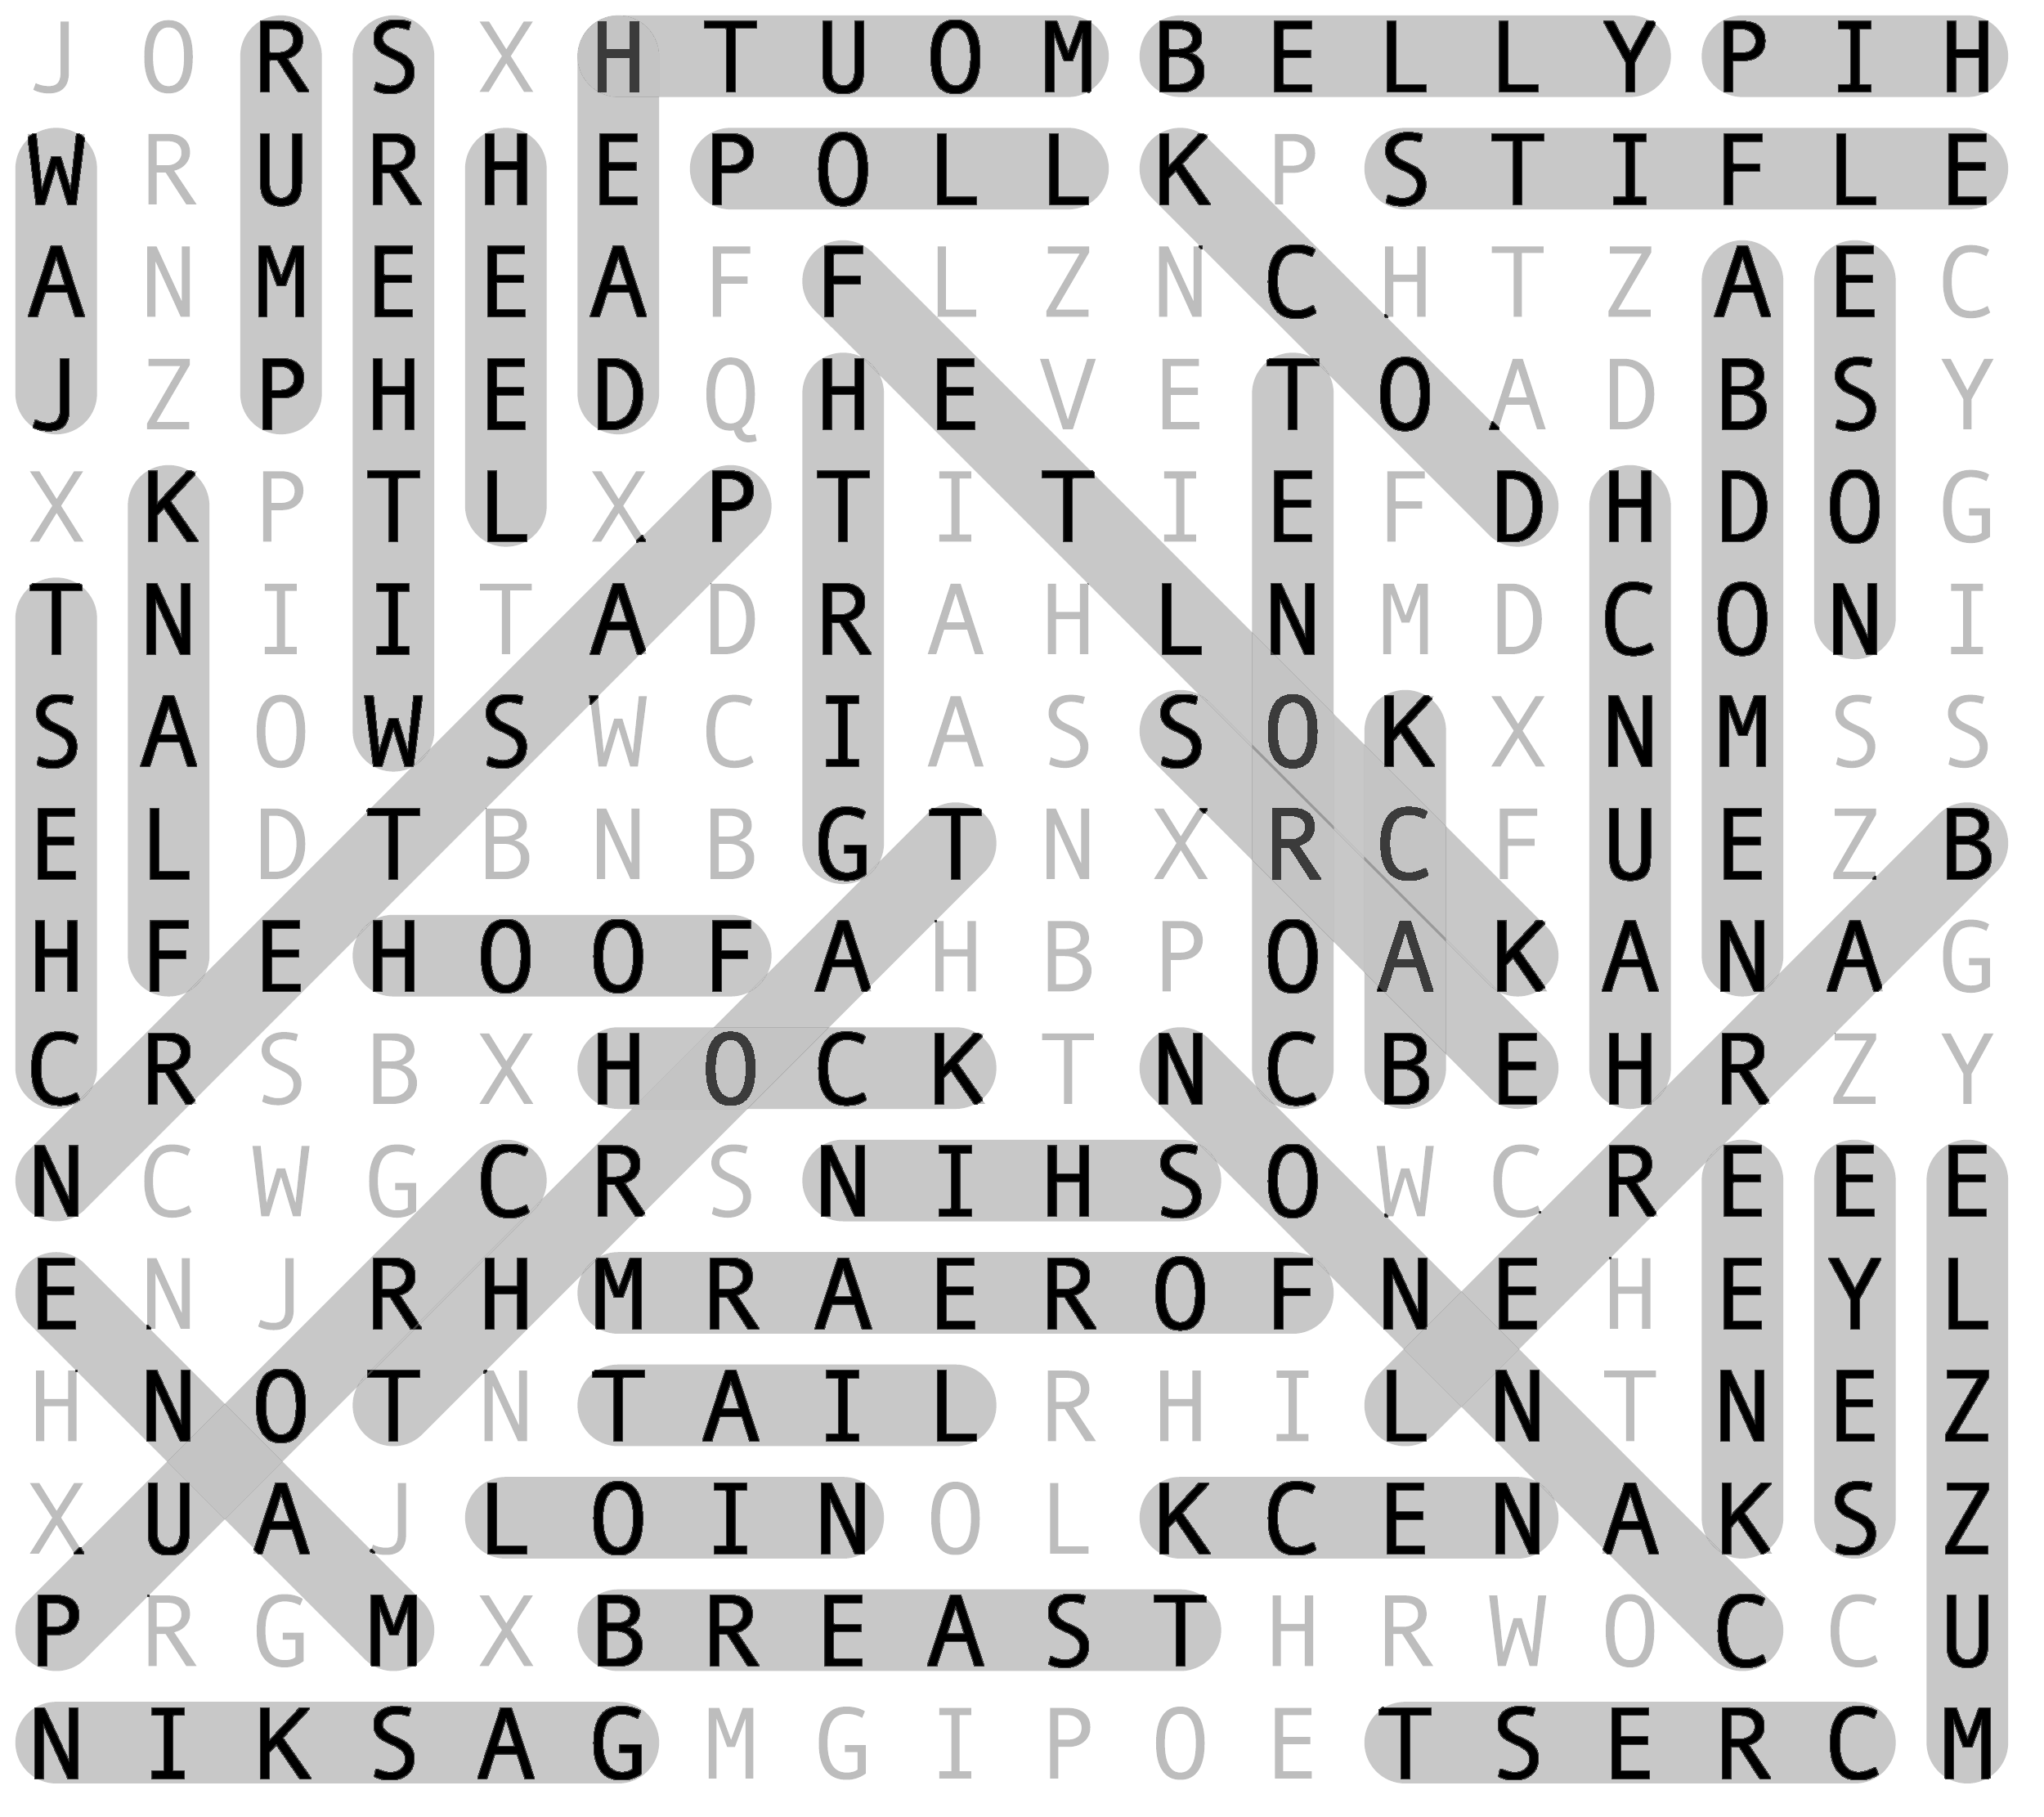 J O R S X H T U O M B E L L Y P I H
W R U R H E P O L L K P S T I F L E
A N M E E A F F L Z N C H T Z A E C
J Z P H E D Q H E V E T O A D B S Y
X K P T L X P T I T I E F D H D O G
T N I I T A D R A H L N M D C O N I
S A O W S W C I A S S O K X N M S S
E L D T B N B G T N X R C F U E Z B
H F E H O O F A H B P O A K A N A G
C R S B X H O C K T N C B E H R Z Y
N C W G C R S N I H S O W C R E E E
E N J R H M R A E R O F N E H E Y L
H N O T N T A I L R H I L N T N E Z
X U A J L O I N O L K C E N A K S Z
P R G M X B R E A S T H R W O C C U
N I K S A G M G I P O E T S E R C M